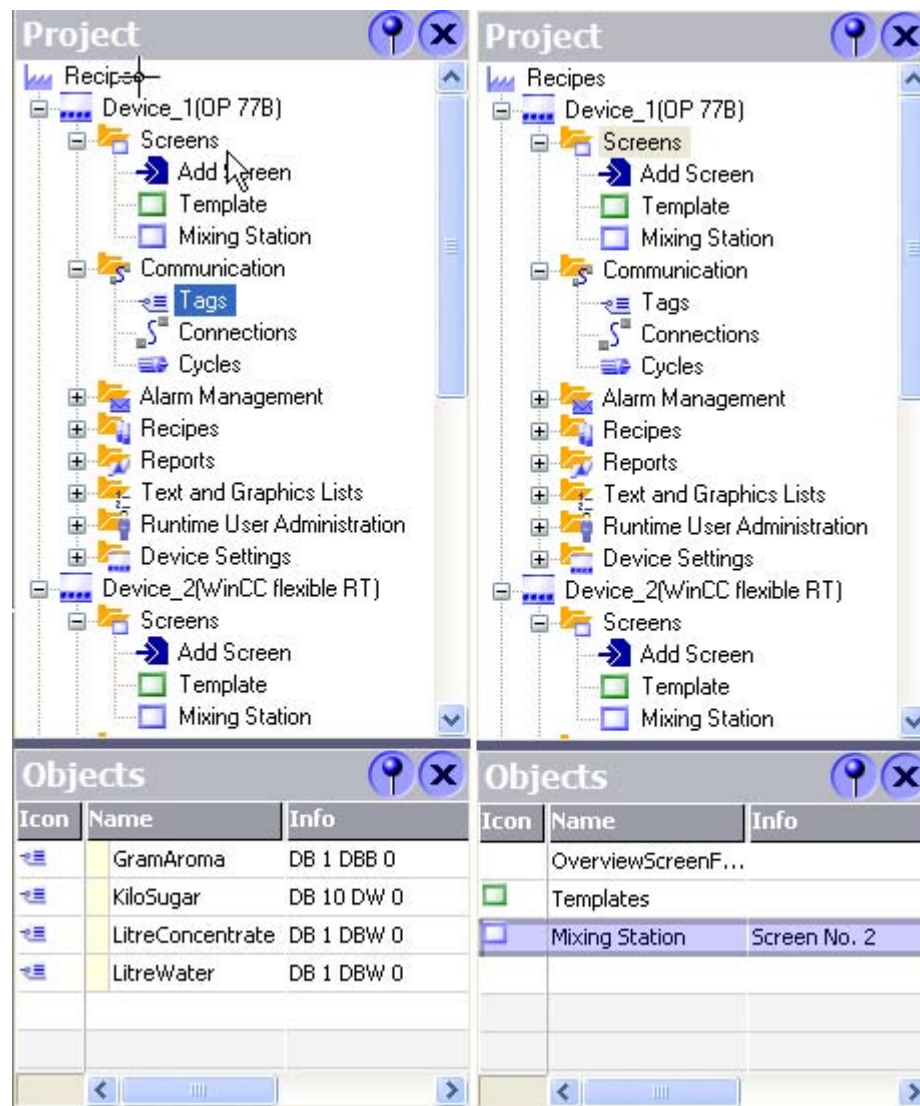 Project
Recipes
Device_1(OP 77B)
Screens
Add Screen
Template
Mixing Station
Communication
Tags
Connections
Cycles
Alarm Management
Recipes
Reports
Text and Graphics Lists
Runtime User Administration
Device Settings
Device_2(WinCC flexible RT)
Screens
Add Screen
Template
Mixing Station
Objects
Icon Name Info
GramAroma DB 1 DBB 0
KiloSugar DB 10 DW 0
LitreConcentrate DB 1 DBW 0
LitreWater DB 1 DBW 0
Project
Recipes
Device_1(OP 77B)
Screens
Add Screen
Template
Mixing Station
Communication
Tags
Connections
Cycles
Alarm Management
Recipes
Reports
Text and Graphics Lists
Runtime User Administration
Device Settings
Device_2(WinCC flexible RT)
Screens
Add Screen
Template
Mixing Station
Objects
Icon Name Info
OverviewScreenF...
Templates
Mixing Station Screen No. 2